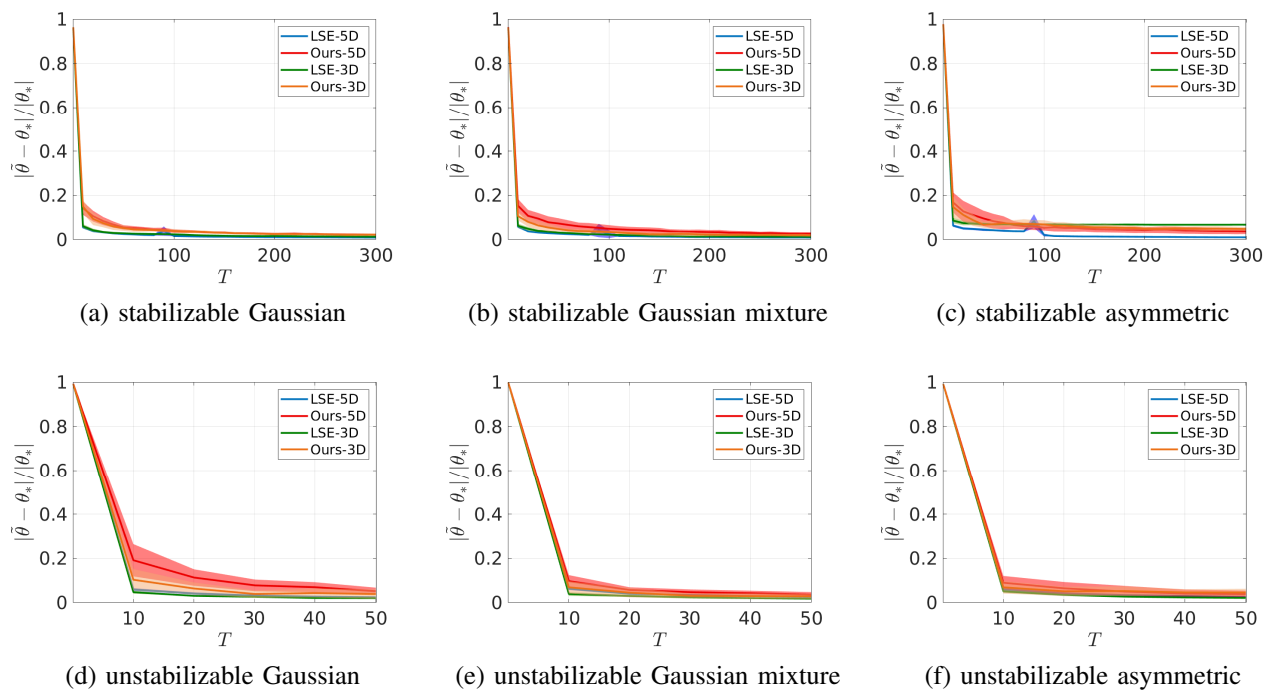 1
0.8
0.6
0.4
0.2
0
100
200
300
|θ̃ − θ*|/|θ*|
T
LSE-5D
Ours-5D
LSE-3D
Ours-3D
(a) stabilizable Gaussian
1
0.8
0.6
0.4
0.2
0
100
200
300
|θ̃ − θ*|/|θ*|
T
LSE-5D
Ours-5D
LSE-3D
Ours-3D
(b) stabilizable Gaussian mixture
1
0.8
0.6
0.4
0.2
0
100
200
300
|θ̃ − θ*|/|θ*|
T
LSE-5D
Ours-5D
LSE-3D
Ours-3D
(c) stabilizable asymmetric
1
0.8
0.6
0.4
0.2
0
10
20
30
40
50
|θ̃ − θ*|/|θ*|
T
LSE-5D
Ours-5D
LSE-3D
Ours-3D
(d) unstabilizable Gaussian
1
0.8
0.6
0.4
0.2
0
10
20
30
40
50
|θ̃ − θ*|/|θ*|
T
LSE-5D
Ours-5D
LSE-3D
Ours-3D
(e) unstabilizable Gaussian mixture
1
0.8
0.6
0.4
0.2
0
10
20
30
40
50
|θ̃ − θ*|/|θ*|
T
LSE-5D
Ours-5D
LSE-3D
Ours-3D
(f) unstabilizable asymmetric